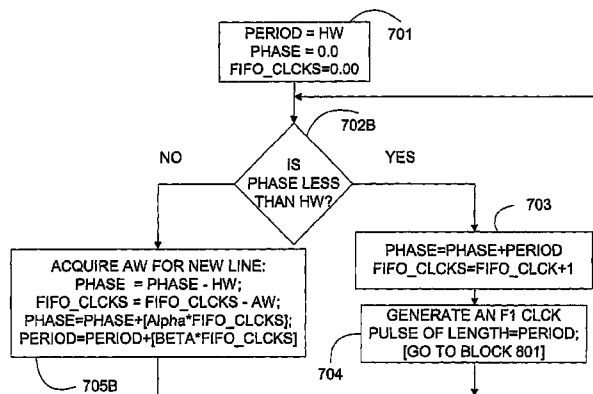 PERIOD = HW
PHASE = 0.0
FIFO_CLCKS=0.00
701
702B
NO
YES
IS
PHASE LESS
THAN HW?
703
PHASE=PHASE+PERIOD
FIFO_CLCKS=FIFO_CLCK+1
ACQUIRE AW FOR NEW LINE:
PHASE = PHASE - HW;
FIFO_CLCKS = FIFO_CLCKS - AW;
PHASE=PHASE+[Alpha*FIFO_CLCKS];
PERIOD=PERIOD+[BETA*FIFO_CLCKS]
705B
GENERATE AN F1 CLCK
PULSE OF LENGTH=PERIOD;
[GO TO BLOCK 801]
704